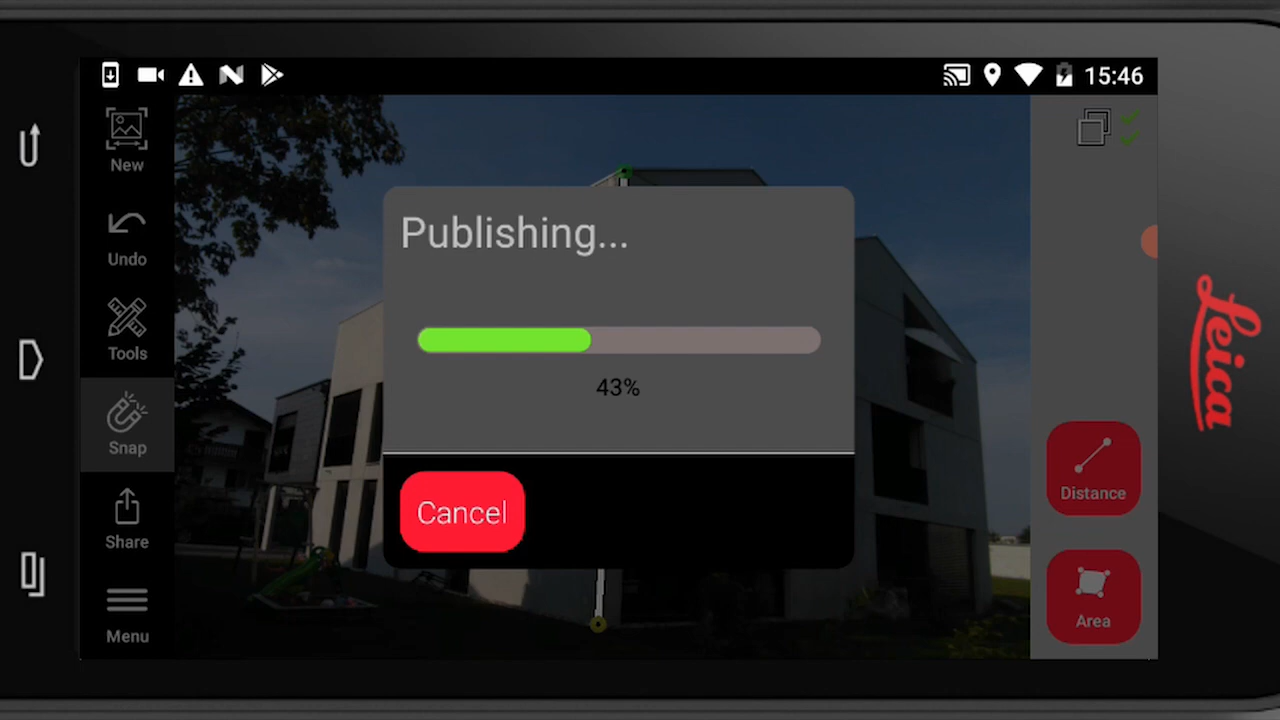 15:46
New
Undo
Tools
Snap
Share
Menu
Publishing...
43%
Cancel
Distance
Area
Leica